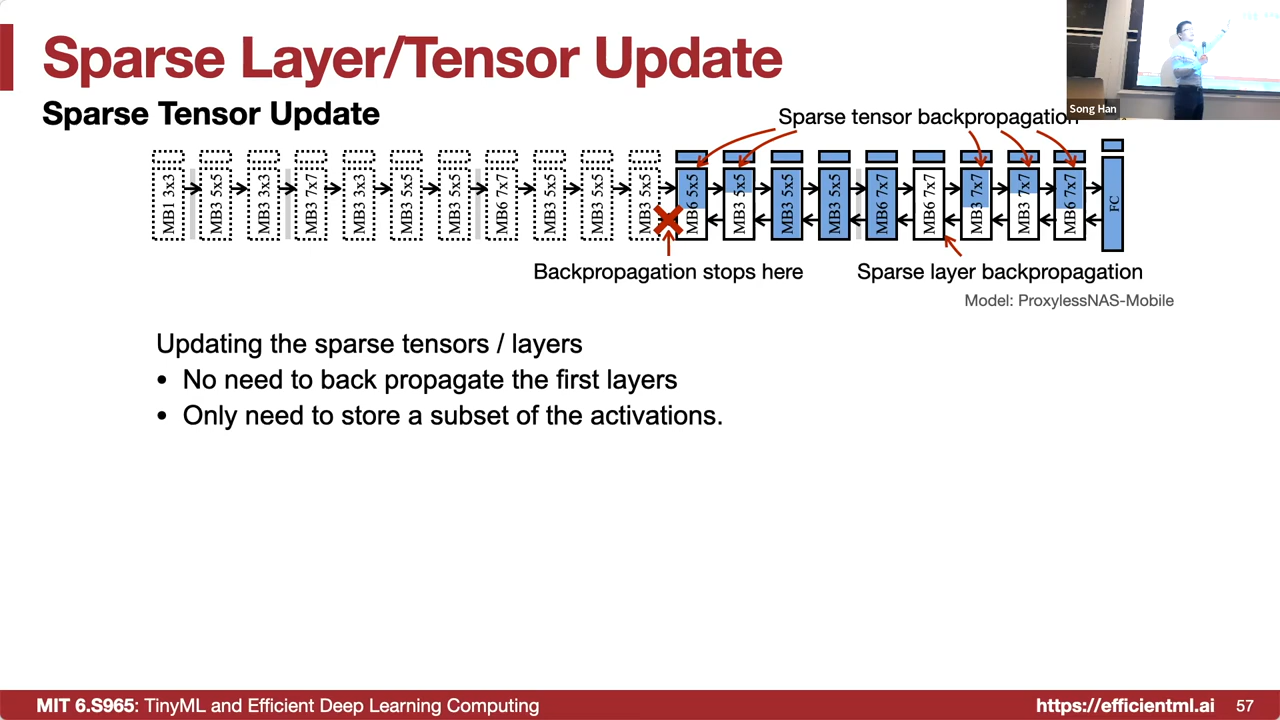 Sparse Layer/Tensor Update
Song Han
Sparse Tensor Update
Sparse tensor backpropagation
MB1 3x3
MB3 5x5
MB3 3x3
MB3 7x7
MB3 3x3
MB3 5x5
MB3 5x5
MB6 7x7
MB3 5x5
MB3 5x5
MB3 5x5
MB6 5x5
MB3 5x5
MB3 5x5
MB3 5x5
MB6 7x7
MB6 7x7
MB3 7x7
MB3 7x7
MB6 7x7
FC
Backpropagation stops here
Sparse layer backpropagation
Model: ProxylessNAS-Mobile
Updating the sparse tensors / layers
• No need to back propagate the first layers
• Only need to store a subset of the activations.
MIT 6.S965: TinyML and Efficient Deep Learning Computing
https://efficientml.ai
57